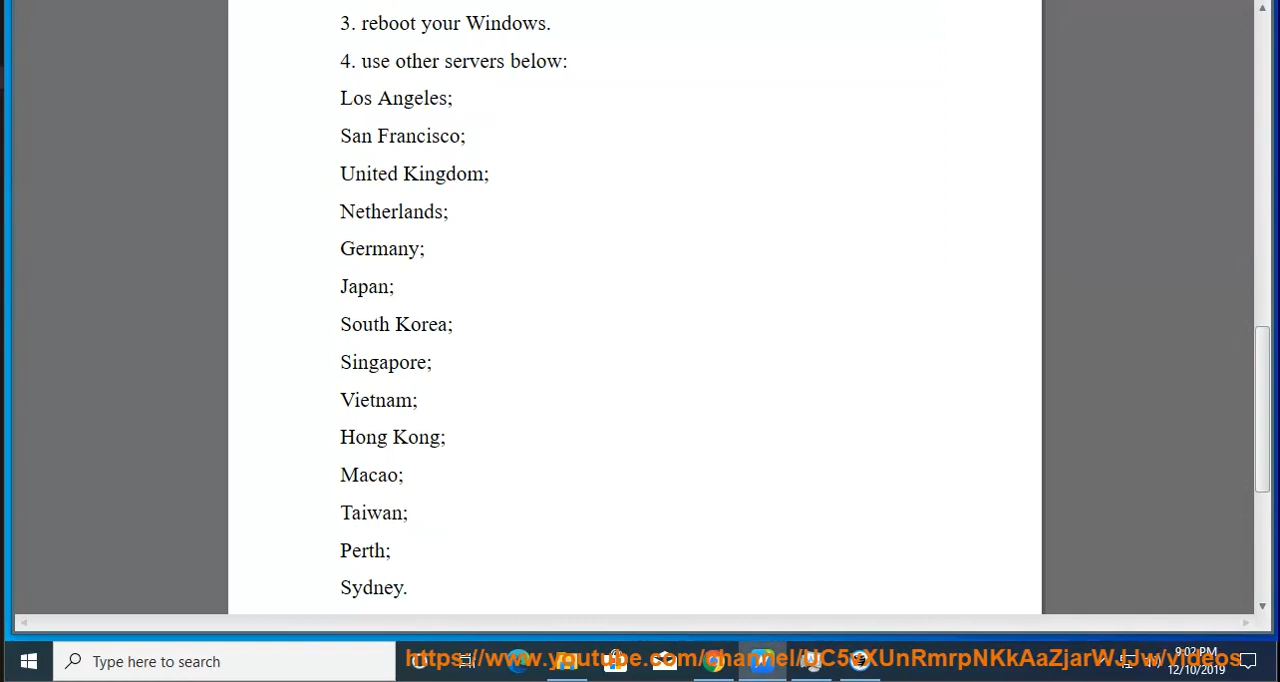 3. reboot your Windows.
4. use other servers below:
Los Angeles;
San Francisco;
United Kingdom;
Netherlands;
Germany;
Japan;
South Korea;
Singapore;
Vietnam;
Hong Kong;
Macao;
Taiwan;
Perth;
Sydney.
Type here to search
9:02 PM
12/10/2019